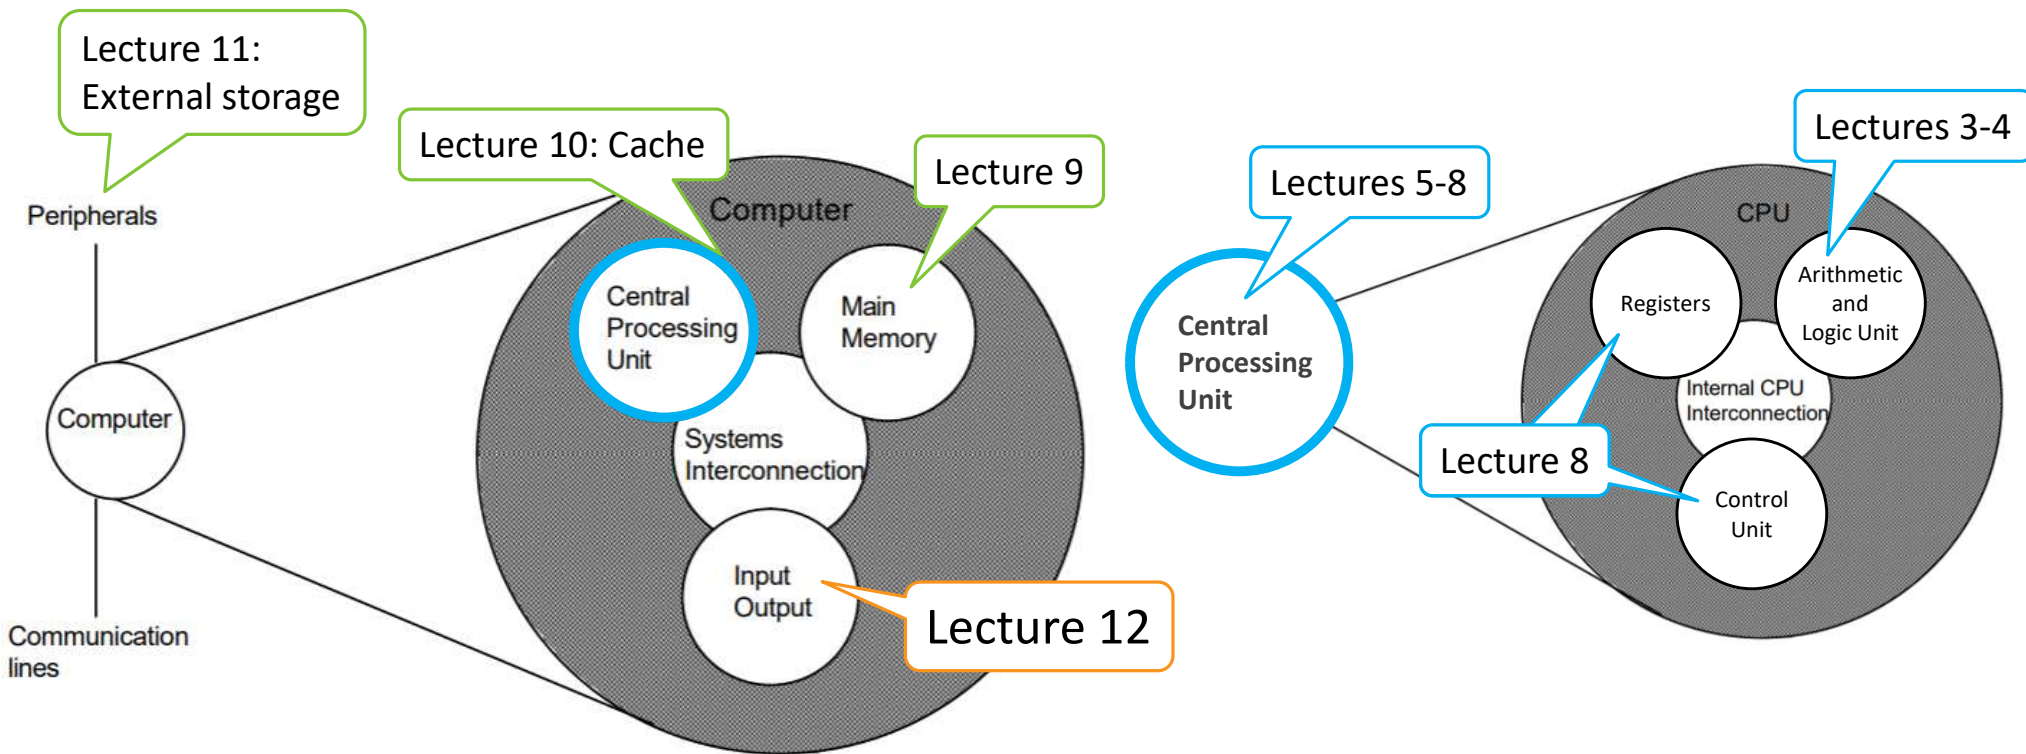 Lecture 11:
External storage
Peripherals
Computer
Communication
lines
Lecture 10: Cache
Lecture 9
Computer
Central
Processing
Unit
Main
Memory
Systems
Interconnection
Input
Output
Lecture 12
Lectures 5-8
Central
Processing
Unit
Lectures 3-4
CPU
Registers
Arithmetic
and
Logic Unit
Internal CPU
Interconnection
Lecture 8
Control
Unit